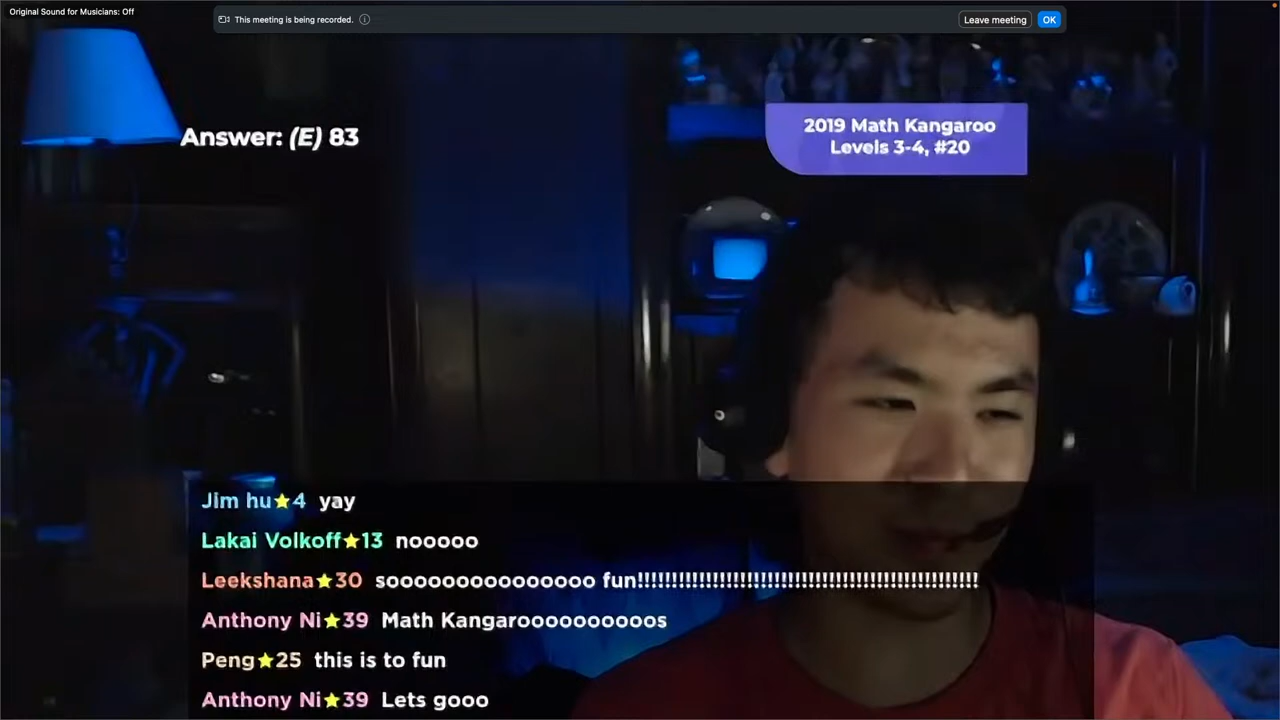 Original Sound for Musicians: Off
This meeting is being recorded.
Leave meeting
OK
Answer: (E) 83
2019 Math Kangaroo
Levels 3-4, #20
Jim hu⭐4 yay
Lakai Volkoff⭐13 nooooo
Leekshana⭐30 sooooooooooooooo fun!!!!!!!!!!!!!!!!!!!!!!!!!!!!!!!!!!!!!!!!!!!!!!!!!!
Anthony Ni⭐39 Math Kangaroooooooooos
Peng⭐25 this is to fun
Anthony Ni⭐39 Lets gooo